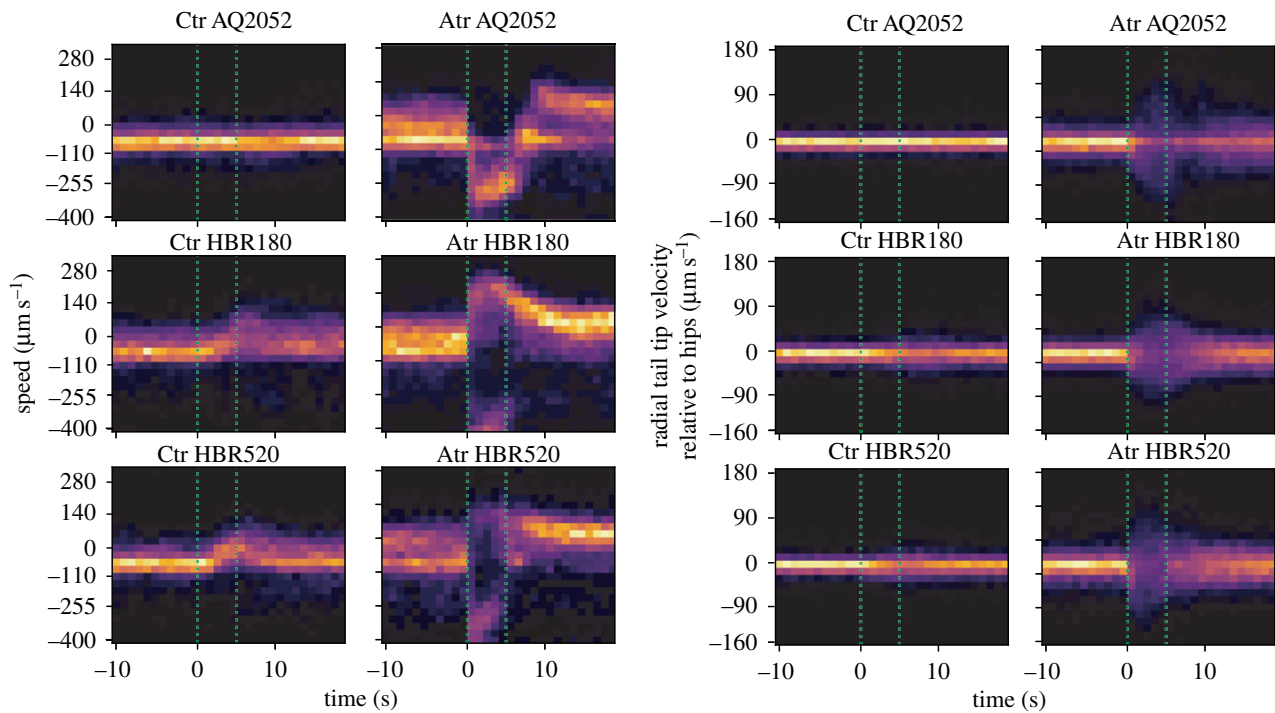 Ctr AQ2052
Atr AQ2052
280
140
0
–110
–255
–400
Ctr HBR180
Atr HBR180
280
140
0
–110
–255
–400
speed (µm s–1)
Ctr HBR520
Atr HBR520
280
140
0
–110
–255
–400
–10 0 10
–10 0 10
time (s)
Ctr AQ2052
Atr AQ2052
180
90
0
–90
–160
Ctr HBR180
Atr HBR180
180
90
0
–90
–160
radial tail tip velocity
relative to hips (µm s–1)
Ctr HBR520
Atr HBR520
180
90
0
–90
–160
–10 0 10
0 10
time (s)